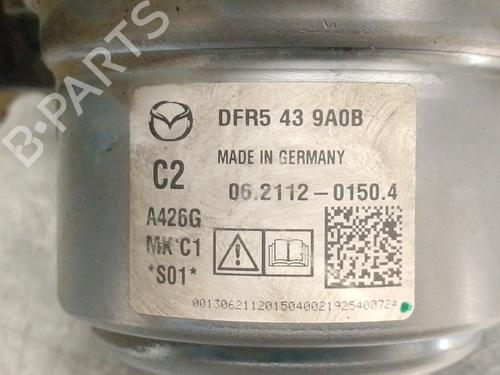 B-PARTS
DFR5 43 9A0B
MADE IN GERMANY
C2
06.2112-0150.4
A426G
MK C1
*S01*
0013062112015040021925400724